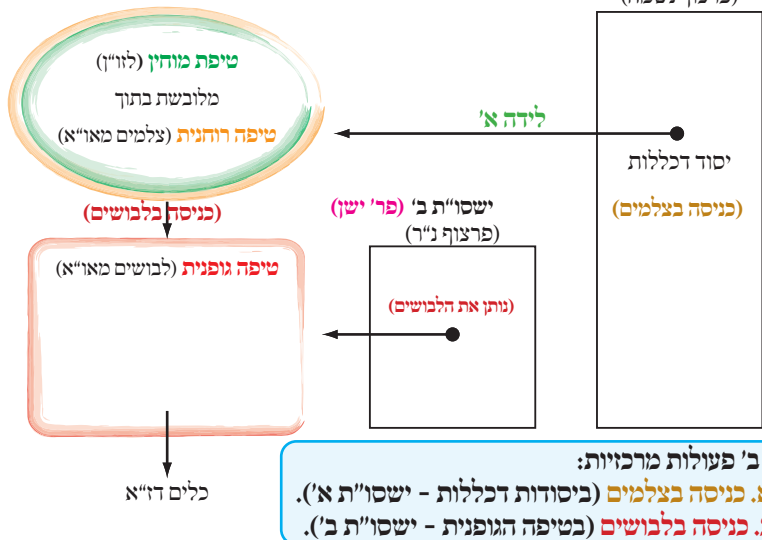 יסוד דכללות
(כניסה בצלמים)
לידה א'
טיפת מוחין (לזו"ן)
מלובשת בתוך
טיפה רוחנית (צלמים מאו"א)
(כניסה בלבושים)
ישסו"ת ב' (פר' ישן)
(פרצוף נ"ר)
(נותן את הלבושים)
טיפה גופנית (לבושים מאו"א)
כלים דז"א
ב' פעולות מרכזיות:
א. כניסה בצלמים (ביסודות דכללות - ישסו"ת א').
כניסה בלבושים (בטיפה הגופנית - ישסו"ת ב').